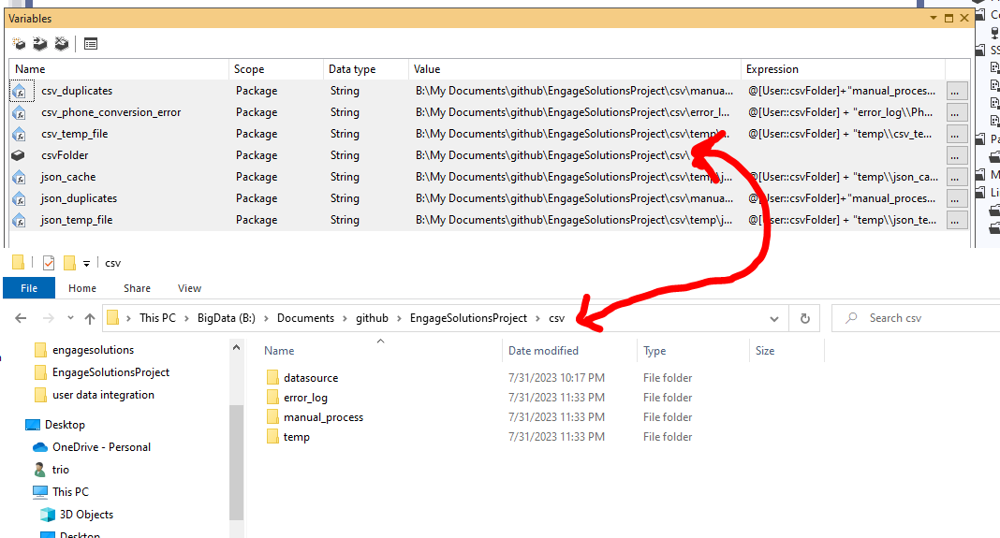 Variables
Name Scope Data type Value Expression
csv_duplicates Package String B:\My Documents\github\EngageSolutionsProject\csv\manua... @[User::csvFolder]+"manual_proces... ...
csv_phone_conversion_error Package String B:\My Documents\github\EngageSolutionsProject\csv\error_l... @[User::csvFolder] + "error_log\\Ph... ...
csv_temp_file Package String B:\My Documents\github\EngageSolutionsProject\csv\temp\... @[User::csvFolder] + "temp\\csv_te... ...
csvFolder Package String B:\My Documents\github\EngageSolutionsProject\csv\ ...
json_cache Package String B:\My Documents\github\EngageSolutionsProject\csv\temp\j... @[User::csvFolder] + "temp\\json_ca... ...
json_duplicates Package String B:\My Documents\github\EngageSolutionsProject\csv\manua... @[User::csvFolder]+"manual_proces... ...
json_temp_file Package String B:\My Documents\github\EngageSolutionsProject\csv\temp\j... @[User::csvFolder] + "temp\\json_te... ...
csv
File Home Share View
This PC > BigData (B:) > Documents > github > EngageSolutionsProject > csv
Search csv
Name Date modified Type Size
engagesolutions
EngageSolutionsProject
user data integration
Desktop
OneDrive - Personal
trio
This PC
3D Objects
Desktop
datasource 7/31/2023 10:17 PM File folder
error_log 7/31/2023 11:33 PM File folder
manual_process 7/31/2023 11:33 PM File folder
temp 7/31/2023 11:33 PM File folder